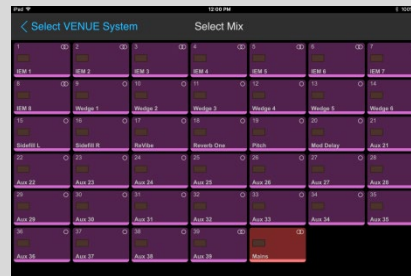 iPad 12:00 PM 100%
Select VENUE System Select Mix
1 2 3 4 5 6 7
IEM 1 IEM 2 IEM 3 IEM 4 IEM 5 IEM 6 IEM 7
8 9 10 11 12 13 14
IEM 8 Wedge 1 Wedge 2 Wedge 3 Wedge 4 Wedge 5 Wedge 6
15 16 17 18 19 20 21
Sidefill L Sidefill R ReVibe Reverb One Pitch Mod Delay Aux 21
22 23 24 25 26 27 28
Aux 22 Aux 23 Aux 24 Aux 25 Aux 26 Aux 27 Aux 28
29 30 31 32 33 34 35
Aux 29 Aux 30 Aux 31 Aux 32 Aux 33 Aux 34 Aux 35
36 37 38 39
Aux 36 Aux 37 Aux 38 Aux 39 Mains